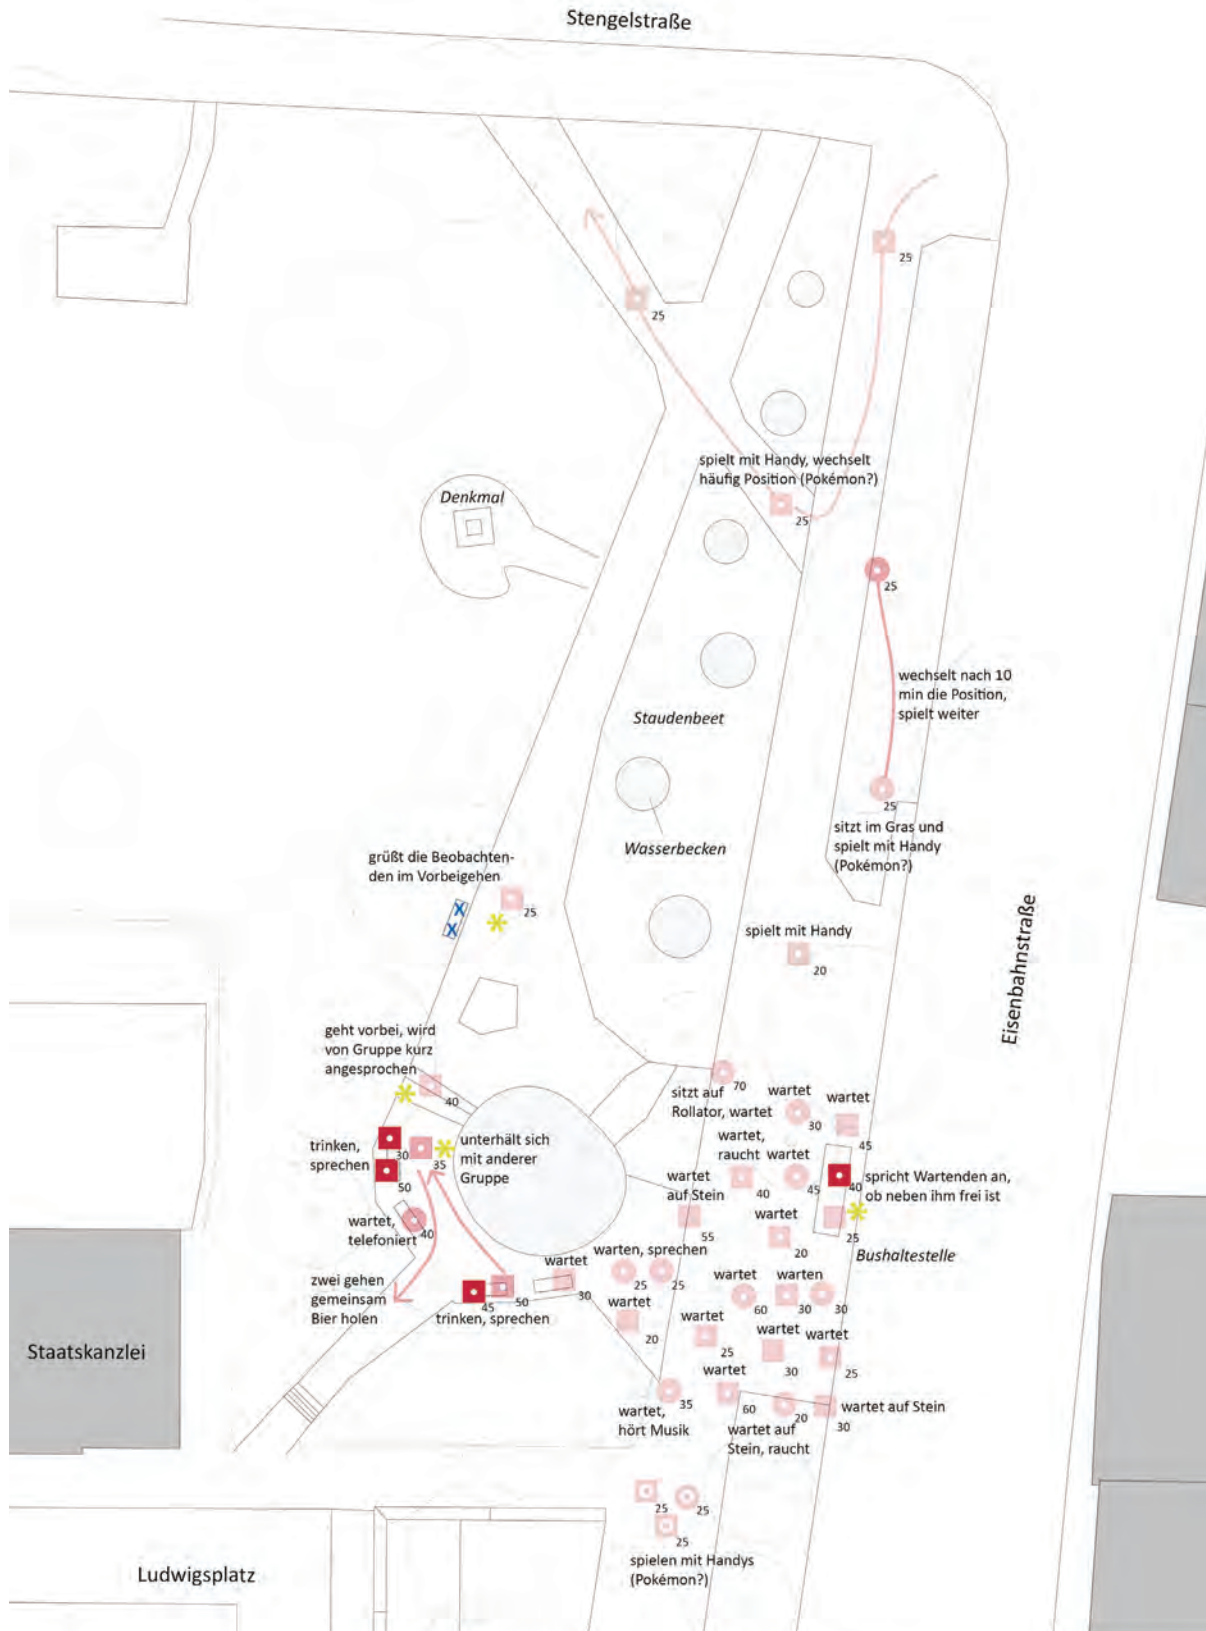 Stengelstraße
25
25
spielt mit Handy, wechselt
häufig Position (Pokémon?)
25
Denkmal
25
wechselt nach 10
min die Position,
spielt weiter
Staudenbeet
25
sitzt im Gras und
spielt mit Handy
(Pokémon?)
Wasserbecken
grüßt die Beobachten-
den im Vorbeigehen
X
X
25
spielt mit Handy
20
Eisenbahnstraße
geht vorbei, wird
von Gruppe kurz
angesprochen
40
sitzt auf
Rollator, wartet
70
wartet
30
wartet
45
trinken,
sprechen
30
50
35
unterhält sich
mit anderer
Gruppe
wartet,
raucht
40
wartet
45
40
spricht Wartenden an,
ob neben ihm frei ist
25
wartet
auf Stein
55
wartet
20
Bushaltestelle
wartet,
telefoniert
40
zwei gehen
gemeinsam
Bier holen
45
50
trinken, sprechen
wartet
30
warten, sprechen
25
25
wartet
20
wartet
60
warten
30
30
wartet
25
wartet
30
wartet
25
wartet
60
20
wartet auf
Stein, raucht
30
wartet auf Stein
35
wartet,
hört Musik
Staatskanzlei
25
25
25
spielen mit Handys
(Pokémon?)
Ludwigsplatz